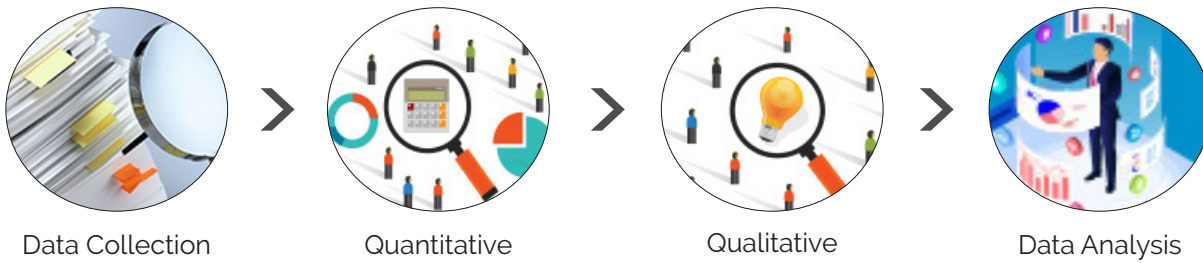 Data Collection
Quantitative
Qualitative
Data Analysis